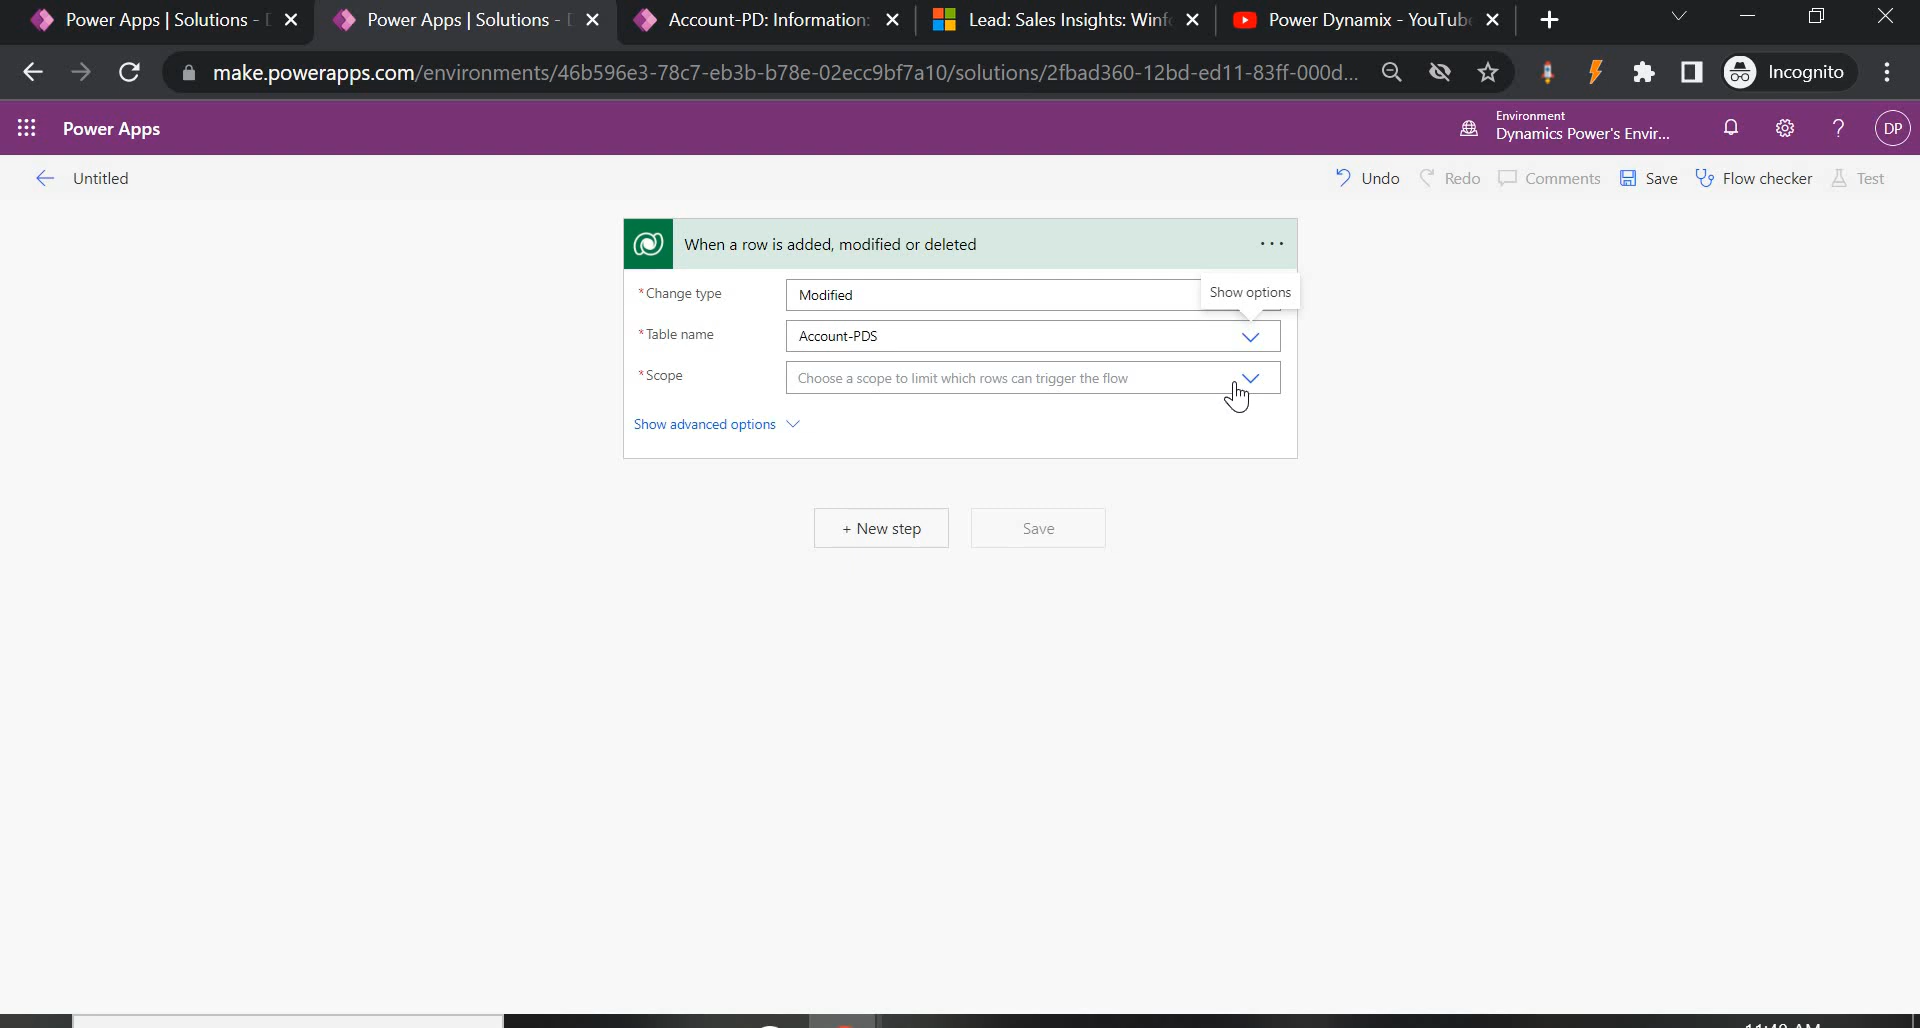 Power Apps | Solutions -
Power Apps | Solutions -
Account-PD: Information:
Lead: Sales Insights: Winf
Power Dynamix - YouTub
make.powerapps.com/environments/46b596e3-78c7-eb3b-b78e-02ecc9bf7a10/solutions/2fbad360-12bd-ed11-83ff-000d...
Incognito
Power Apps
Environment
Dynamics Power's Envir...
?
DP
Untitled
Undo
Redo
Comments
Save
Flow checker
Test
When a row is added, modified or deleted
...
* Change type
Modified
Show options
* Table name
Account-PDS
* Scope
Choose a scope to limit which rows can trigger the flow
Show advanced options
+ New step
Save